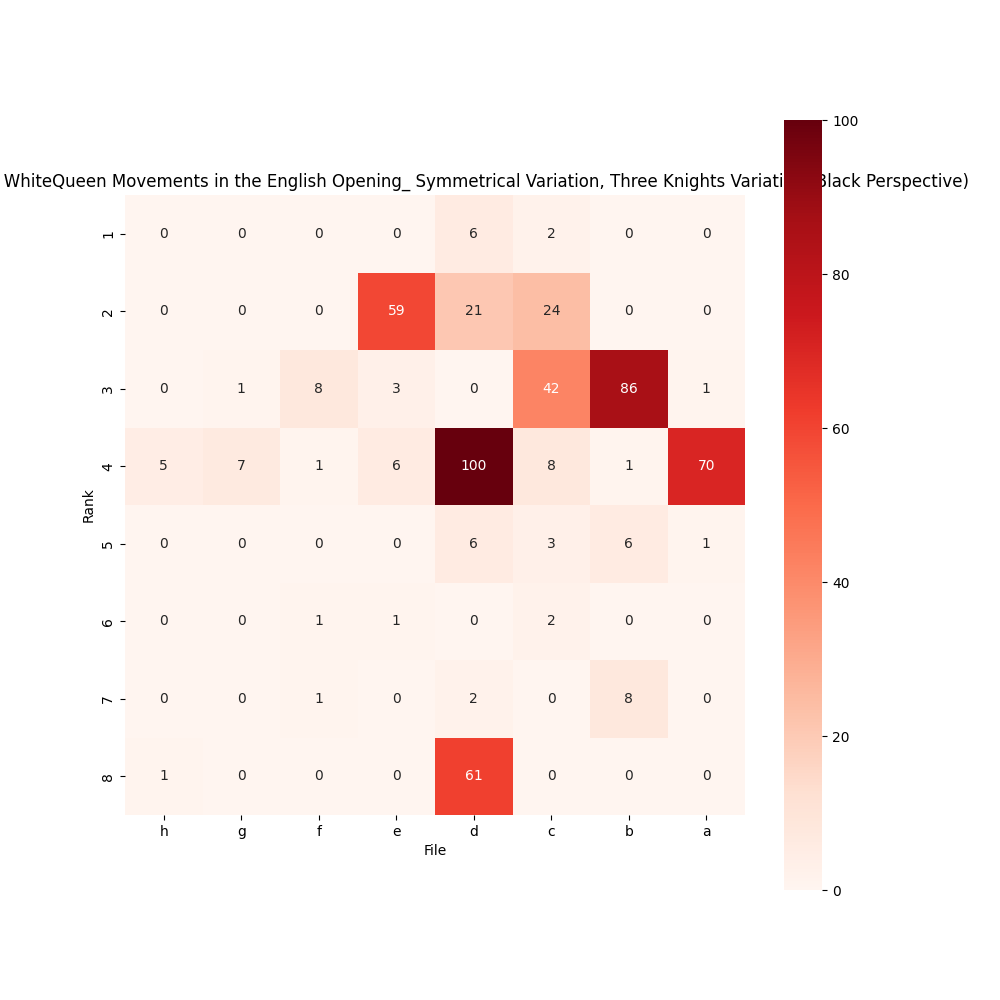 WhiteQueen Movements in the English Opening_ Symmetrical Variation, Three Knights Variati Black Perspective)
100
1 0 0 0 0 6 2 0 0
80
2 0 0 0 59 21 24 0 0
3 0 1 8 3 0 42 86 1
60
4 5 7 1 6 100 8 1 70
Rank
5 0 0 0 0 6 3 6 1
40
6 0 0 1 1 0 2 0 0
7 0 0 1 0 2 0 8 0
20
8 1 0 0 0 61 0 0 0
h g f e d c b a
File
0